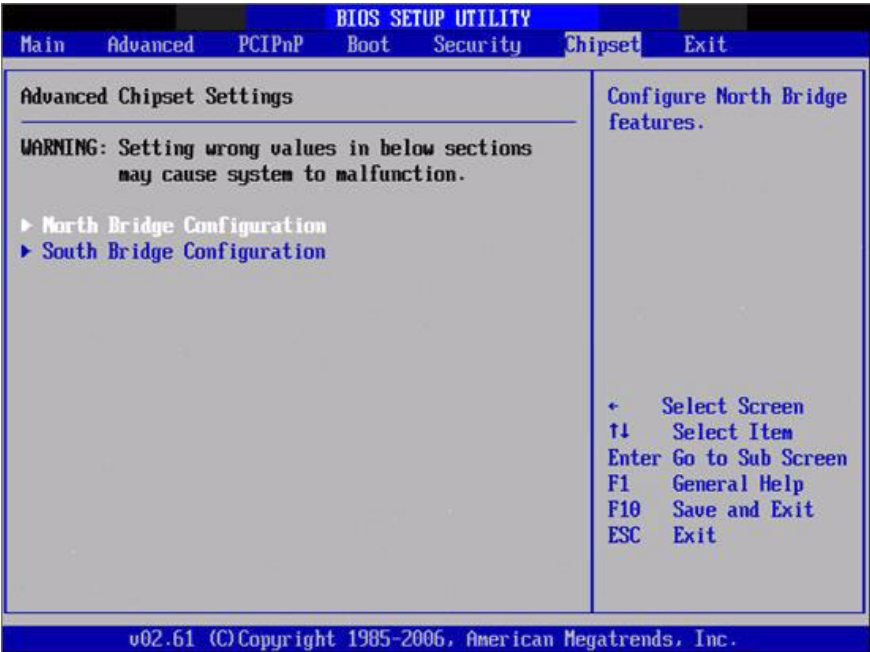 BIOS SETUP UTILITY
Main Advanced PCIPnP Boot Security Chipset Exit
Advanced Chipset Settings
WARNING: Setting wrong values in below sections
may cause system to malfunction.
▶ North Bridge Configuration
▶ South Bridge Configuration
Configure North Bridge
features.
← Select Screen
↑↓ Select Item
Enter Go to Sub Screen
F1 General Help
F10 Save and Exit
ESC Exit
v02.61 (C)Copyright 1985-2006, American Megatrends, Inc.